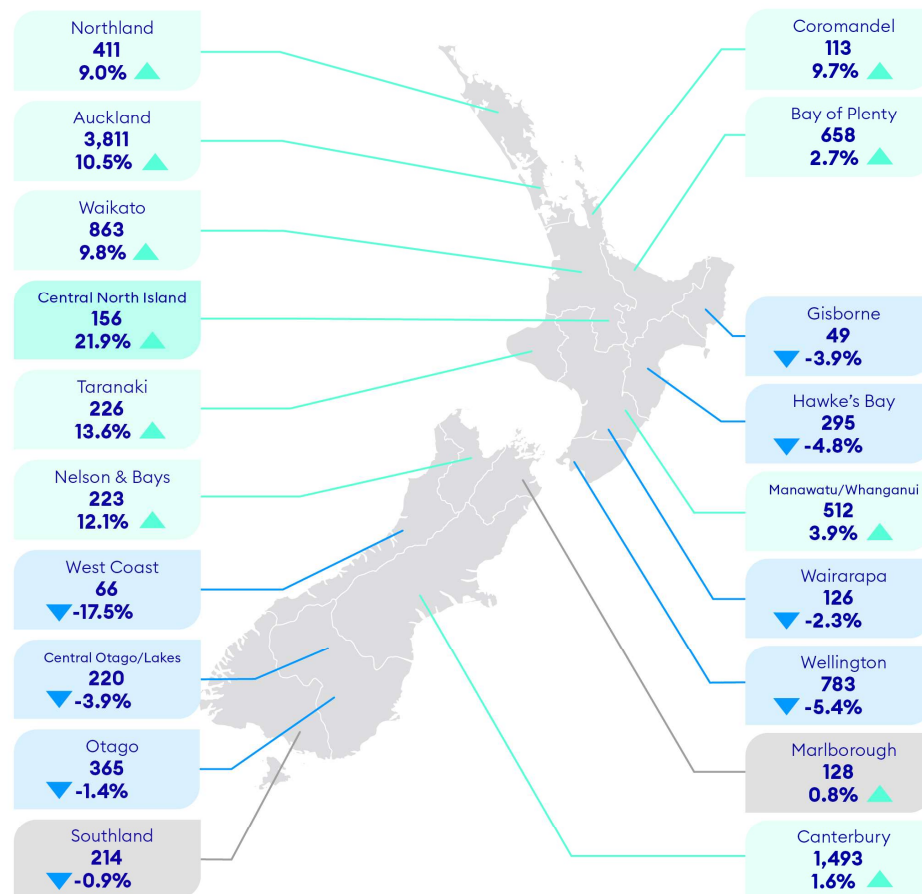 Northland
411
9.0%
Auckland
3,811
10.5%
Waikato
863
9.8%
Central North Island
156
21.9%
Taranaki
226
13.6%
Nelson & Bays
223
12.1%
West Coast
66
-17.5%
Central Otago/Lakes
220
-3.9%
Otago
365
-1.4%
Southland
214
-0.9%
Coromandel
113
9.7%
Bay of Plenty
658
2.7%
Gisborne
49
-3.9%
Hawke's Bay
295
-4.8%
Manawatu/Whanganui
512
3.9%
Wairarapa
126
-2.3%
Wellington
783
-5.4%
Marlborough
128
0.8%
Canterbury
1,493
1.6%